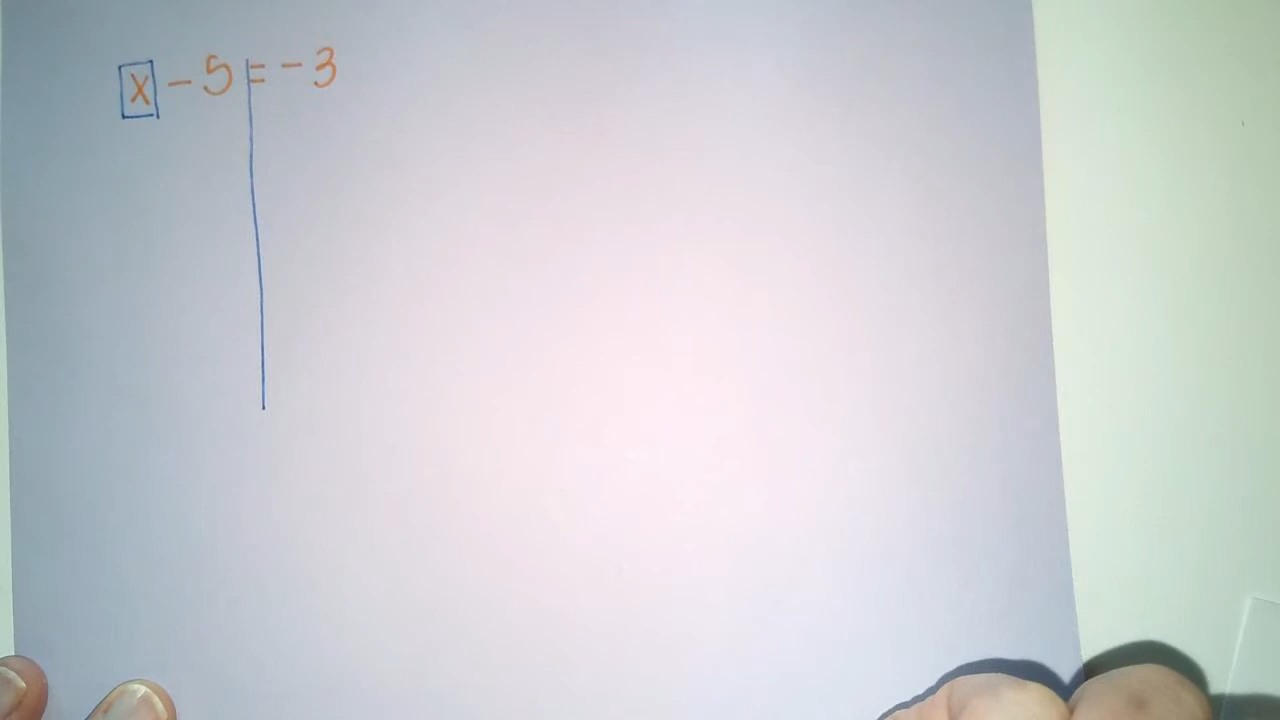 x - 5 = - 3